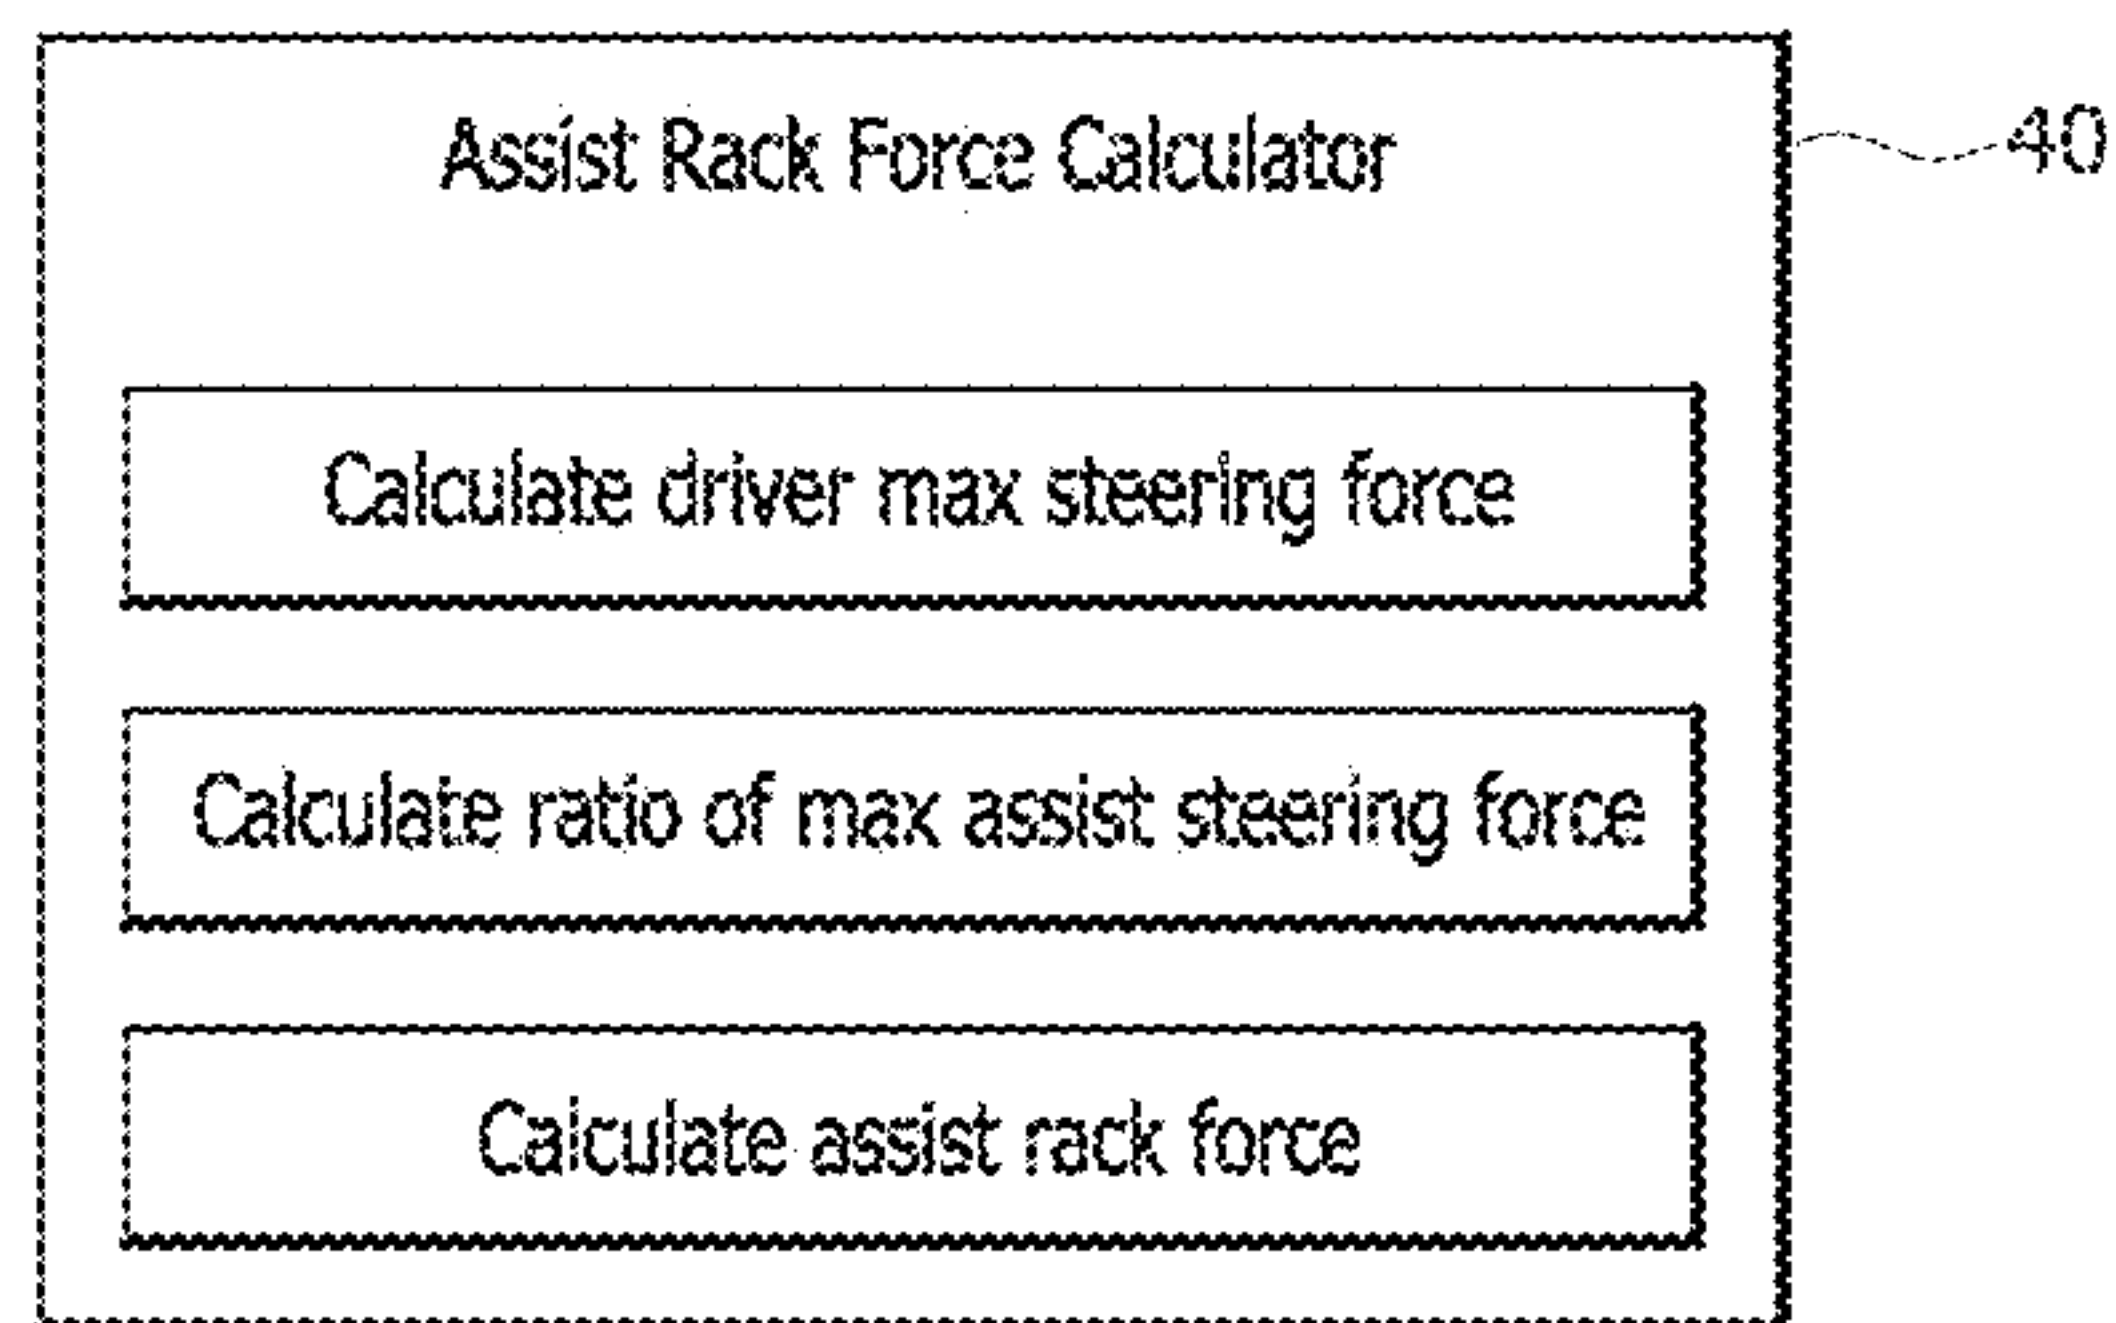 Assist Rack Force Calculator
40
Calculate driver max steering force
Calculate ratio of max assist steering force
Calculate assist rack force